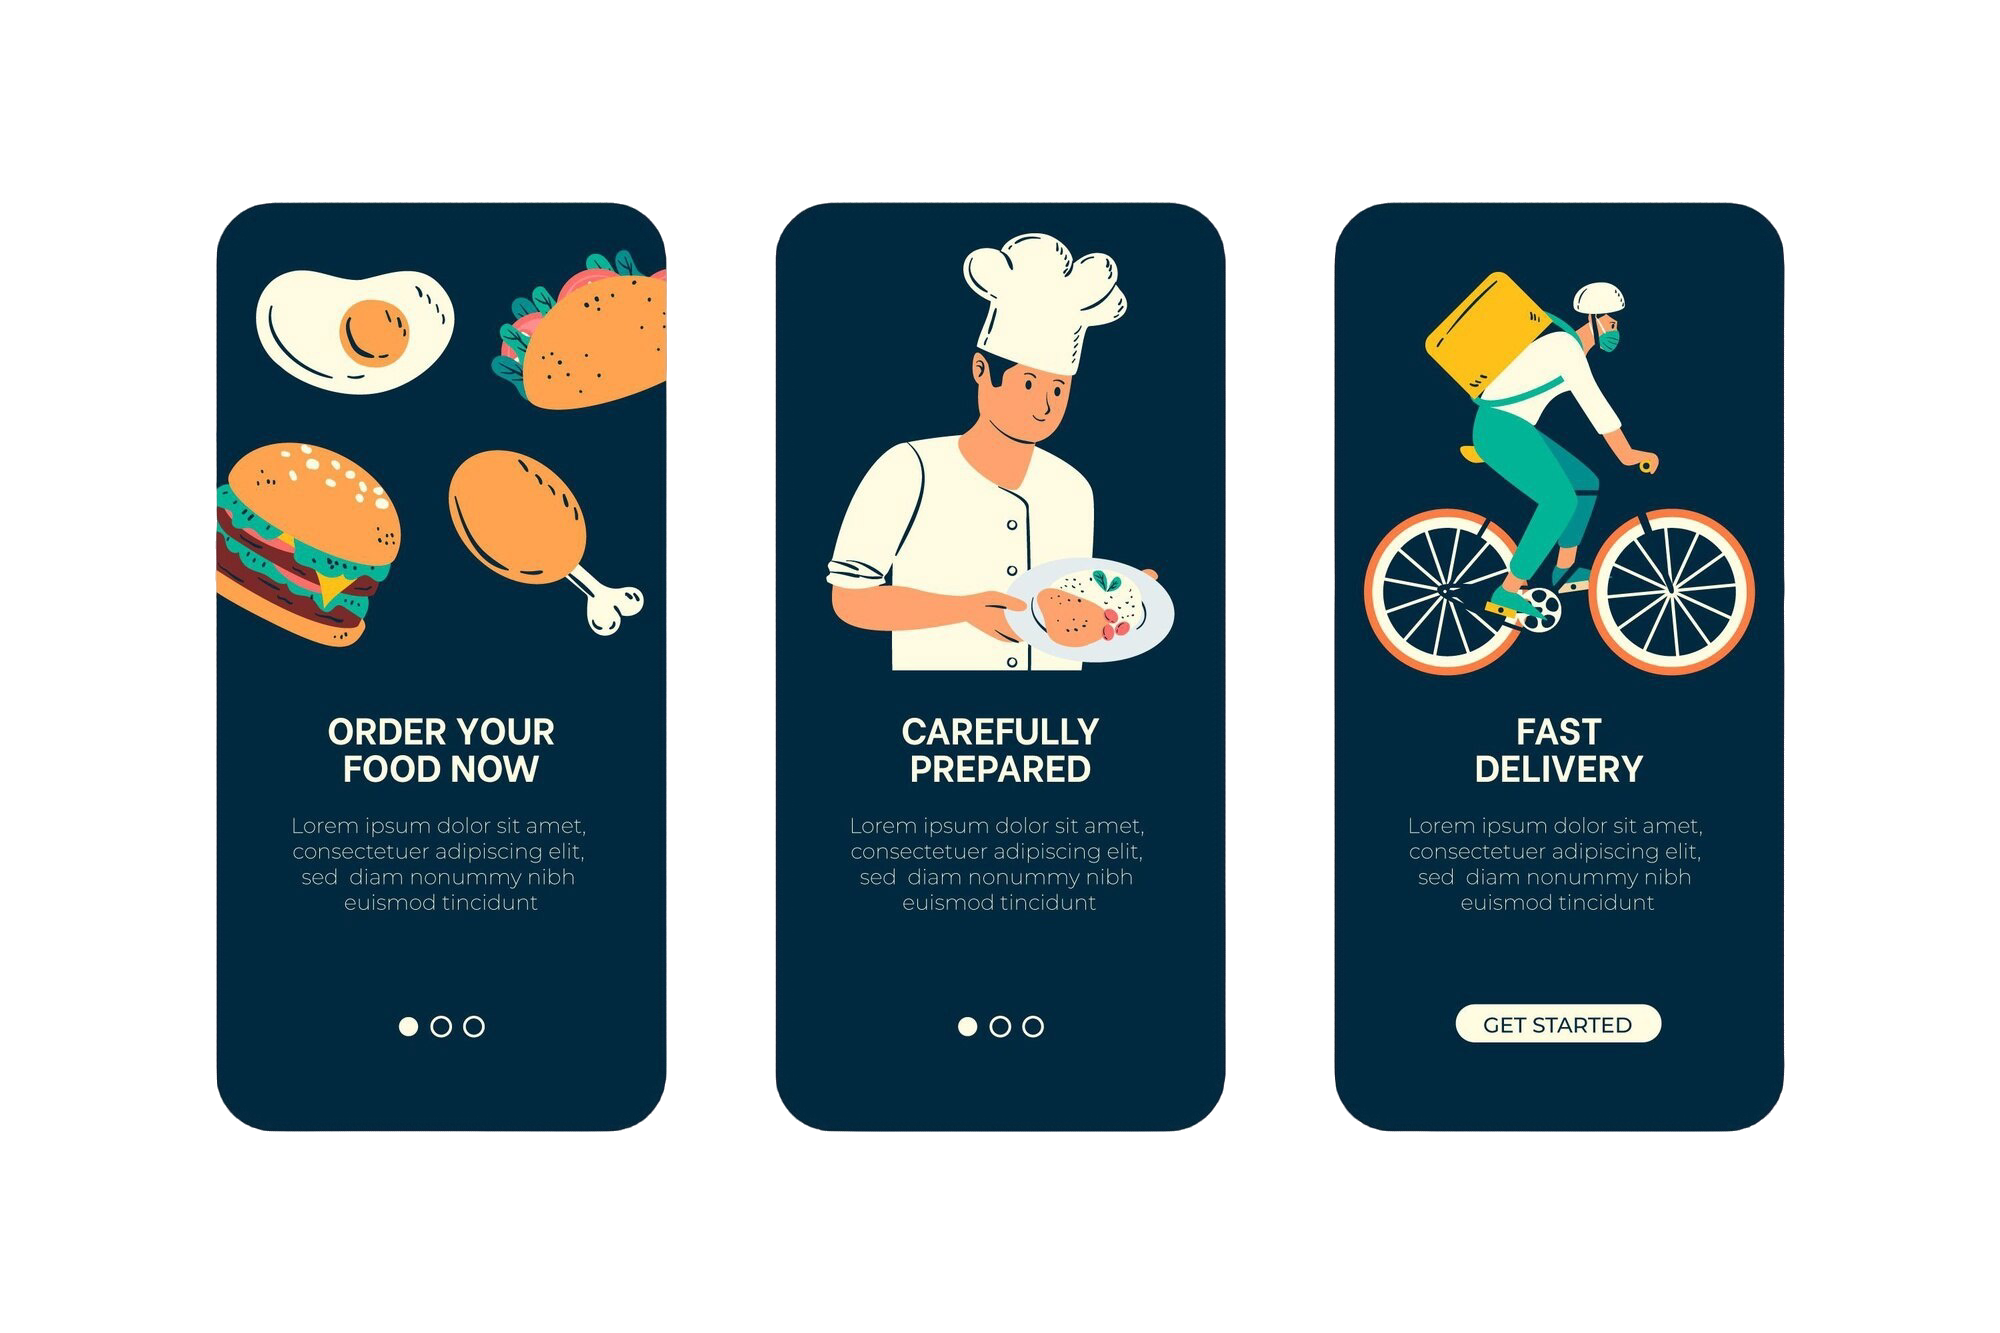 ORDER YOUR
FOOD NOW
Lorem ipsum dolor sit amet,
consectetuer adipiscing elit,
sed  diam nonummy nibh
euismod tincidunt
CAREFULLY
PREPARED
Lorem ipsum dolor sit amet,
consectetuer adipiscing elit,
sed  diam nonummy nibh
euismod tincidunt
FAST
DELIVERY
Lorem ipsum dolor sit amet,
consectetuer adipiscing elit,
sed  diam nonummy nibh
euismod tincidunt
GET STARTED